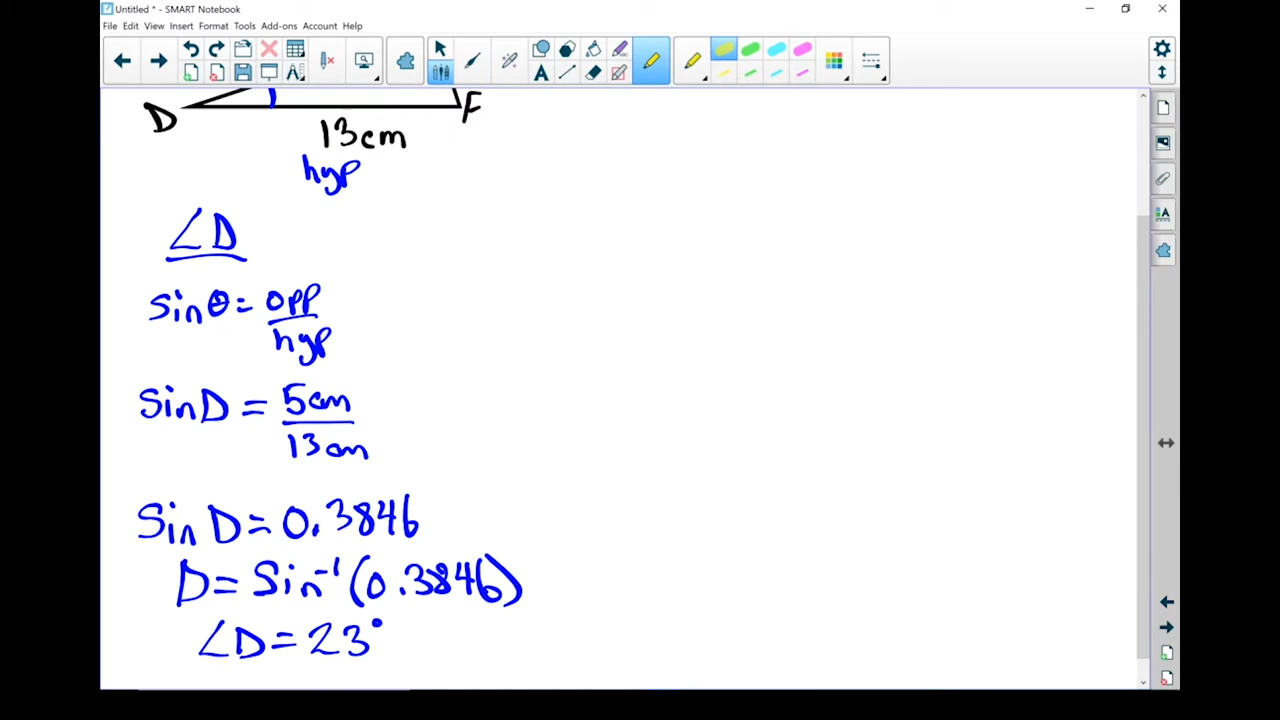 Untitled * - SMART Notebook
File Edit View Insert Format Tools Add-ons Account Help
D F
13cm
hyp
∠D
sinθ = opp
hyp
sinD = 5cm
13cm
Sin D = 0.3846
D = Sin⁻¹(0.3846)
∠D = 23°